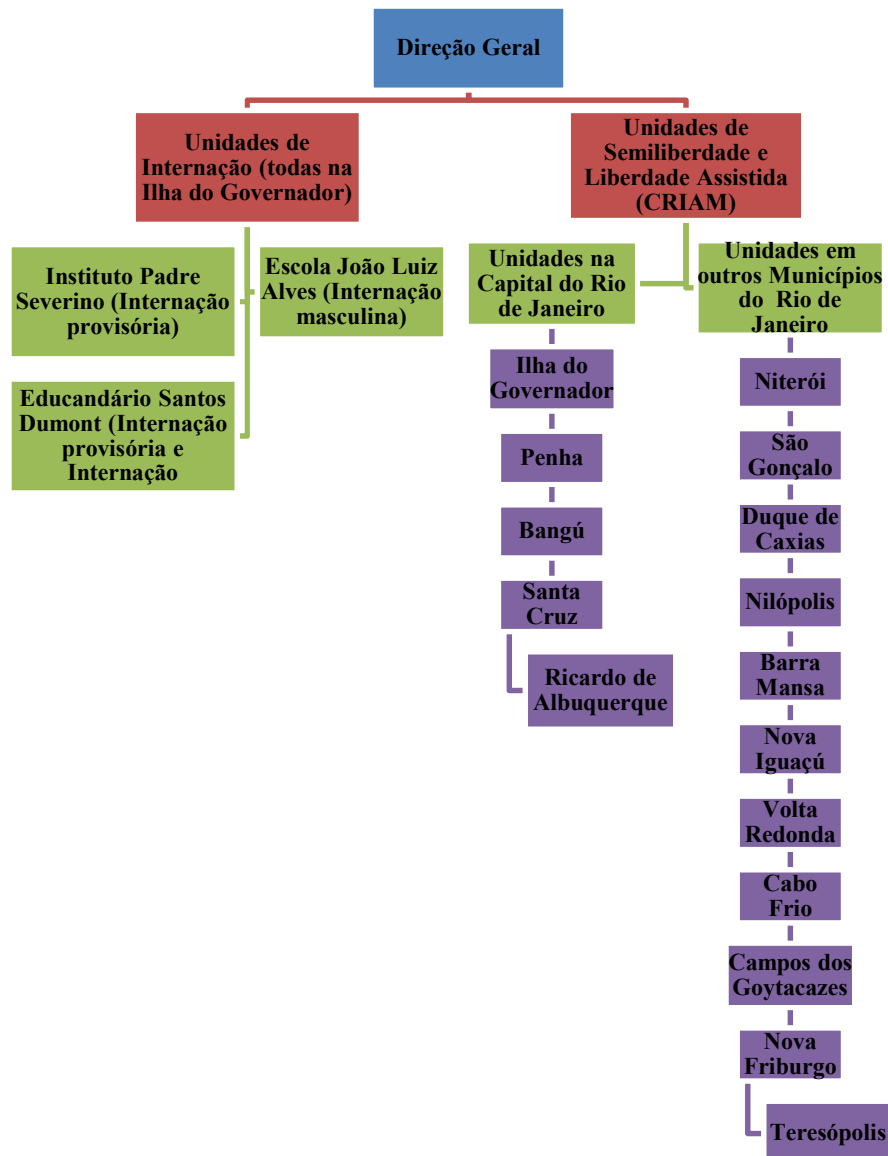 Direção Geral
Unidades de
Internação (todas na
Ilha do Governador)
Unidades de
Semiliberdade e
Liberdade Assistida
(CRIAM)
Instituto Padre
Severino (Internação
provisória)
Escola João Luiz
Alves (Internação
masculina)
Educandário Santos
Dumont (Internação
provisória e
Internação
Unidades na
Capital do Rio
de Janeiro
Unidades em
outros Municípios
do Rio de
Janeiro
Ilha do
Governador
Penha
Bangú
Santa
Cruz
Ricardo de
Albuquerque
Niterói
São
Gonçalo
Duque de
Caxias
Nilópolis
Barra
Mansa
Nova
Iguaçú
Volta
Redonda
Cabo
Frio
Campos dos
Goytacazes
Nova
Friburgo
Teresópolis